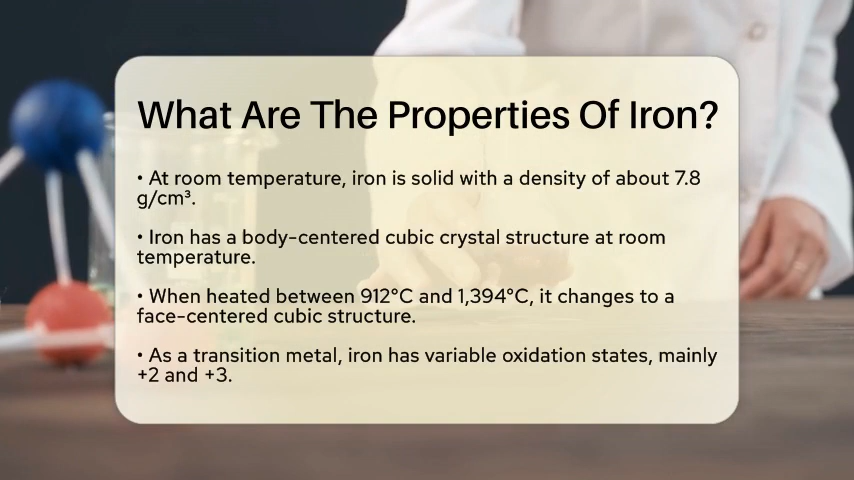 What Are The Properties Of Iron?
• At room temperature, iron is solid with a density of about 7.8
g/cm³.
• Iron has a body-centered cubic crystal structure at room
temperature.
• When heated between 912°C and 1,394°C, it changes to a
face-centered cubic structure.
• As a transition metal, iron has variable oxidation states, mainly
+2 and +3.